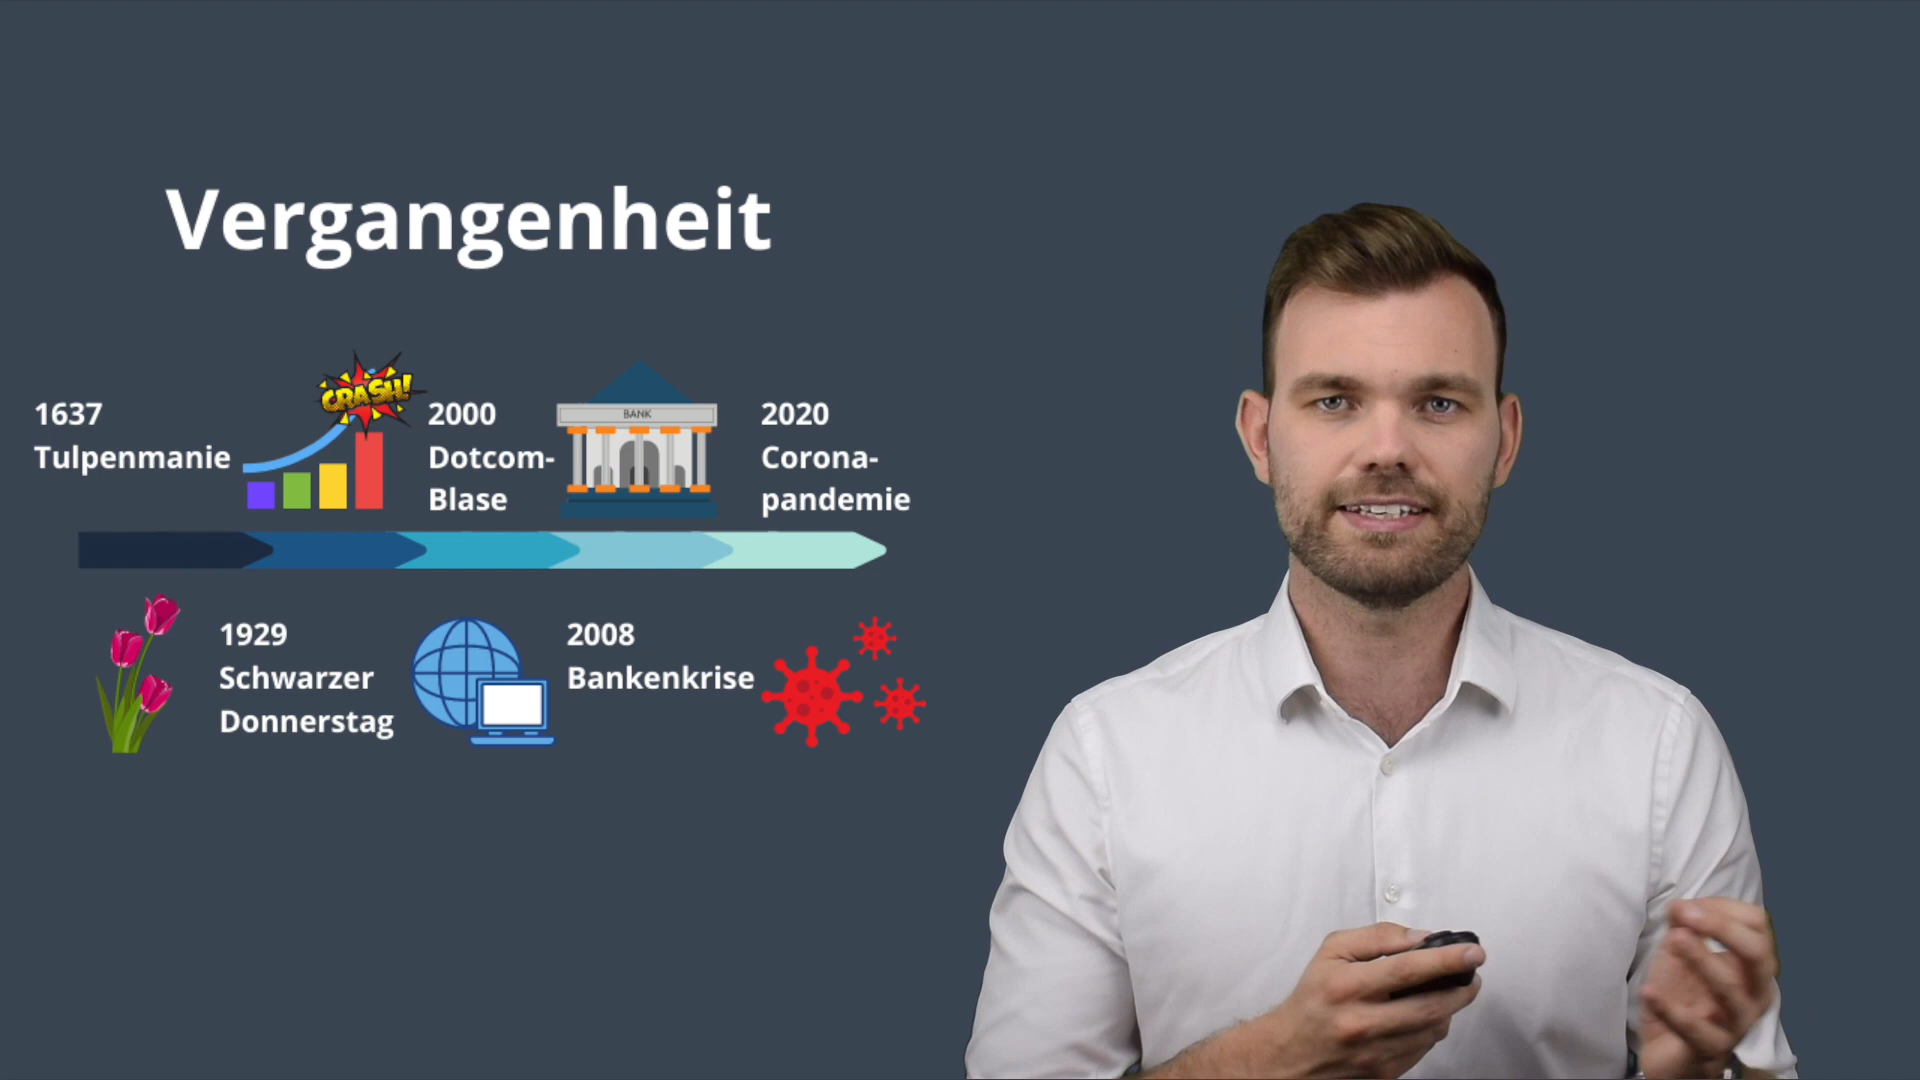 Vergangenheit
1637
Tulpenmanie
CRASH!
2000
Dotcom-
Blase
BANK
2020
Corona-
pandemie
1929
Schwarzer
Donnerstag
2008
Bankenkrise